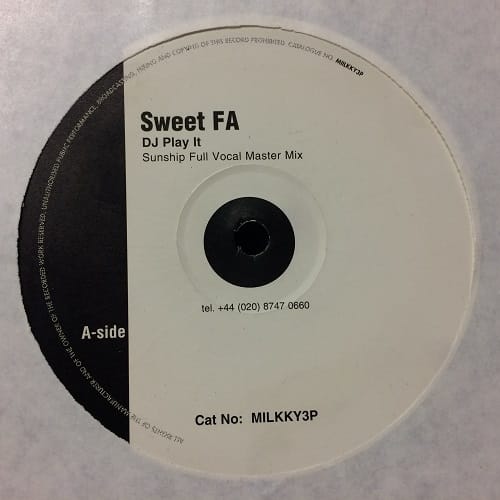 ALL RIGHTS OF THE MANUFACTURER AND OF THE OWNER OF THE RECORDED WORK RESERVED. UNAUTHORISED PUBLIC PERFORMANCE, BROADCASTING, HIRING AND COPYING OF THIS RECORD PROHIBITED. CATALOGUE NO. MILKKY3P
Sweet FA
DJ Play It
Sunship Full Vocal Master Mix
tel. +44 (020) 8747 0660
A-side
Cat No: MILKKY3P